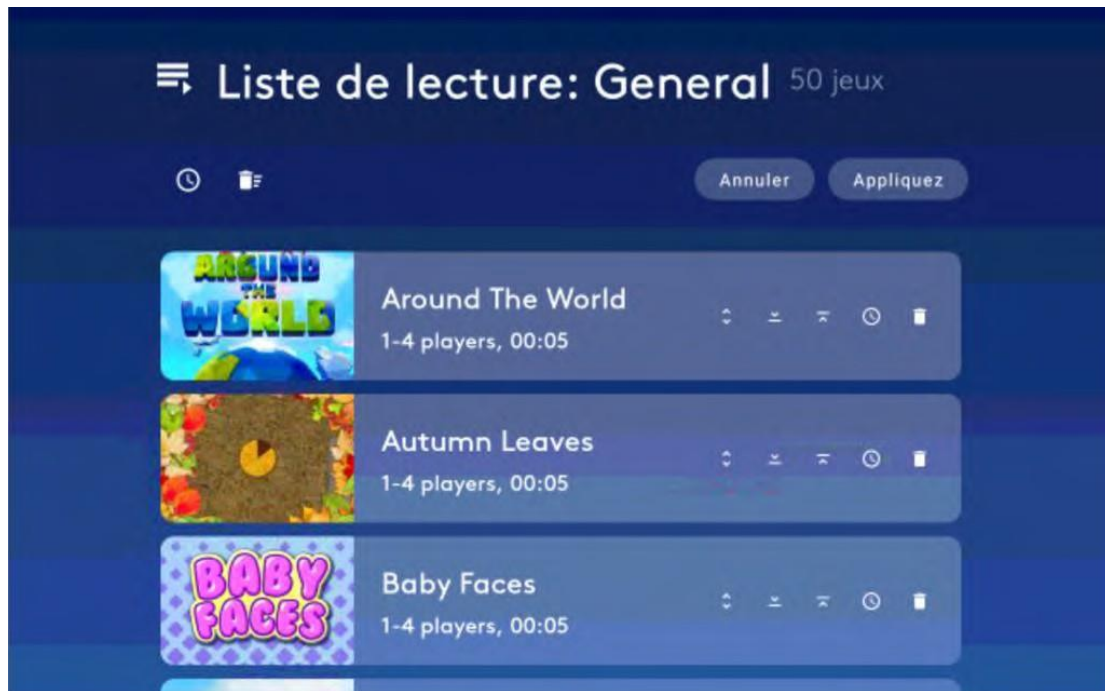 Liste de lecture: General 50 jeux
Annuler Appliquez
AROUND
THE
WORLD
Around The World
1-4 players, 00:05
Autumn Leaves
1-4 players, 00:05
BABY
FACES
Baby Faces
1-4 players, 00:05